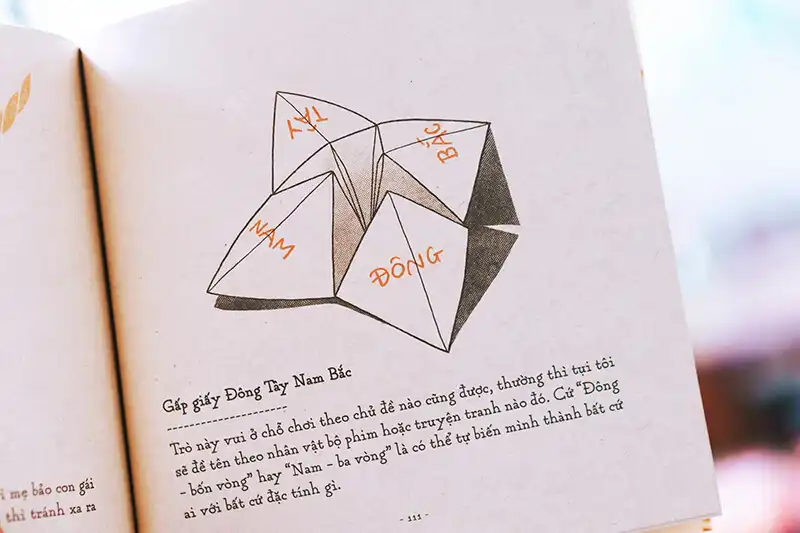 TÂY
BẮC
NAM
ĐÔNG
Gấp giấy Đông Tây Nam Bắc
Trò này vui ở chỗ chơi theo chủ đề nào cũng được, thường thì tụi tôi
sẽ đề tên theo nhân vật bộ phim hoặc truyện tranh nào đó. Cứ “Đông
- bốn vòng” hay “Nam - ba vòng” là có thể tự biến mình thành bất cứ
ai với bất cứ đặc tính gì.
- 111 -
mẹ bảo con gái
thì tránh xa ra